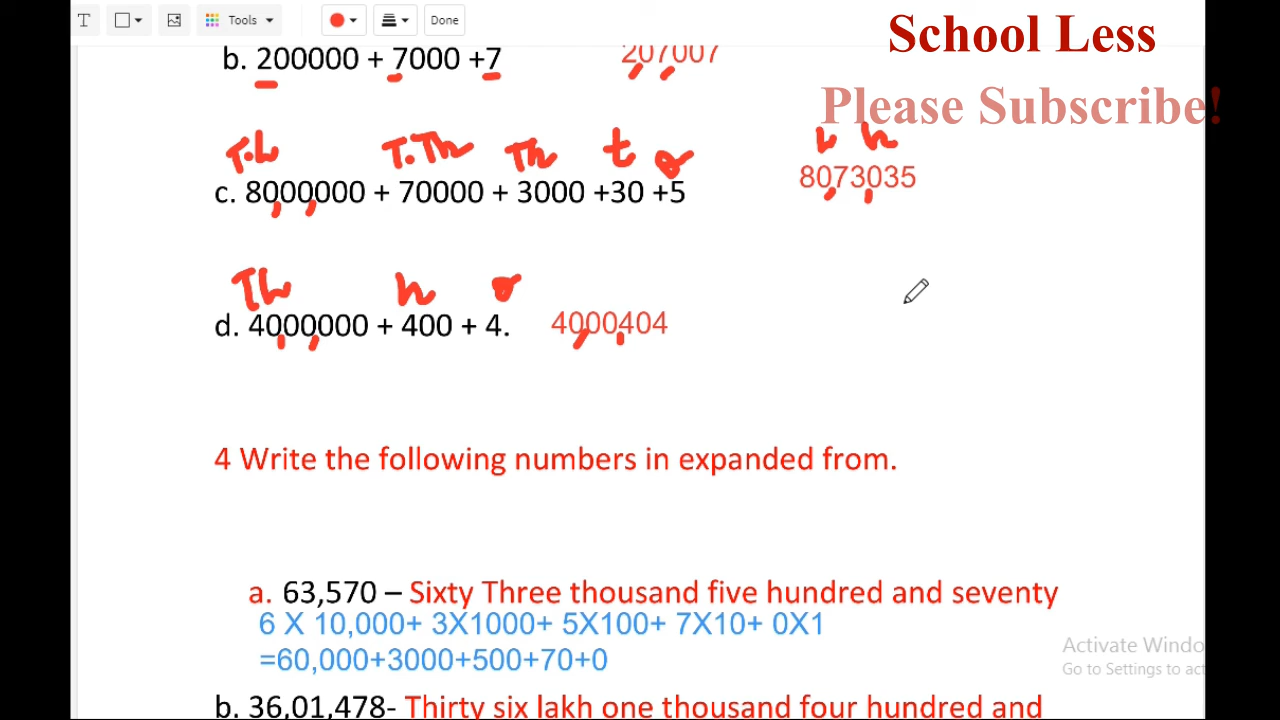 T
Tools
Done
School Less
b. 200000 + 7000 +7 207007
Please Subscribe!
T.L T.Th Th t o L h
c. 8000000 + 70000 + 3000 +30 +5 8073035
Th h o
d. 4000000 + 400 + 4. 4000404
4 Write the following numbers in expanded from.
a. 63,570 – Sixty Three thousand five hundred and seventy
6 X 10,000+ 3X1000+ 5X100+ 7X10+ 0X1
Activate Windo
=60,000+3000+500+70+0
Go to Settings to act
b. 36,01,478- Thirty six lakh one thousand four hundred and